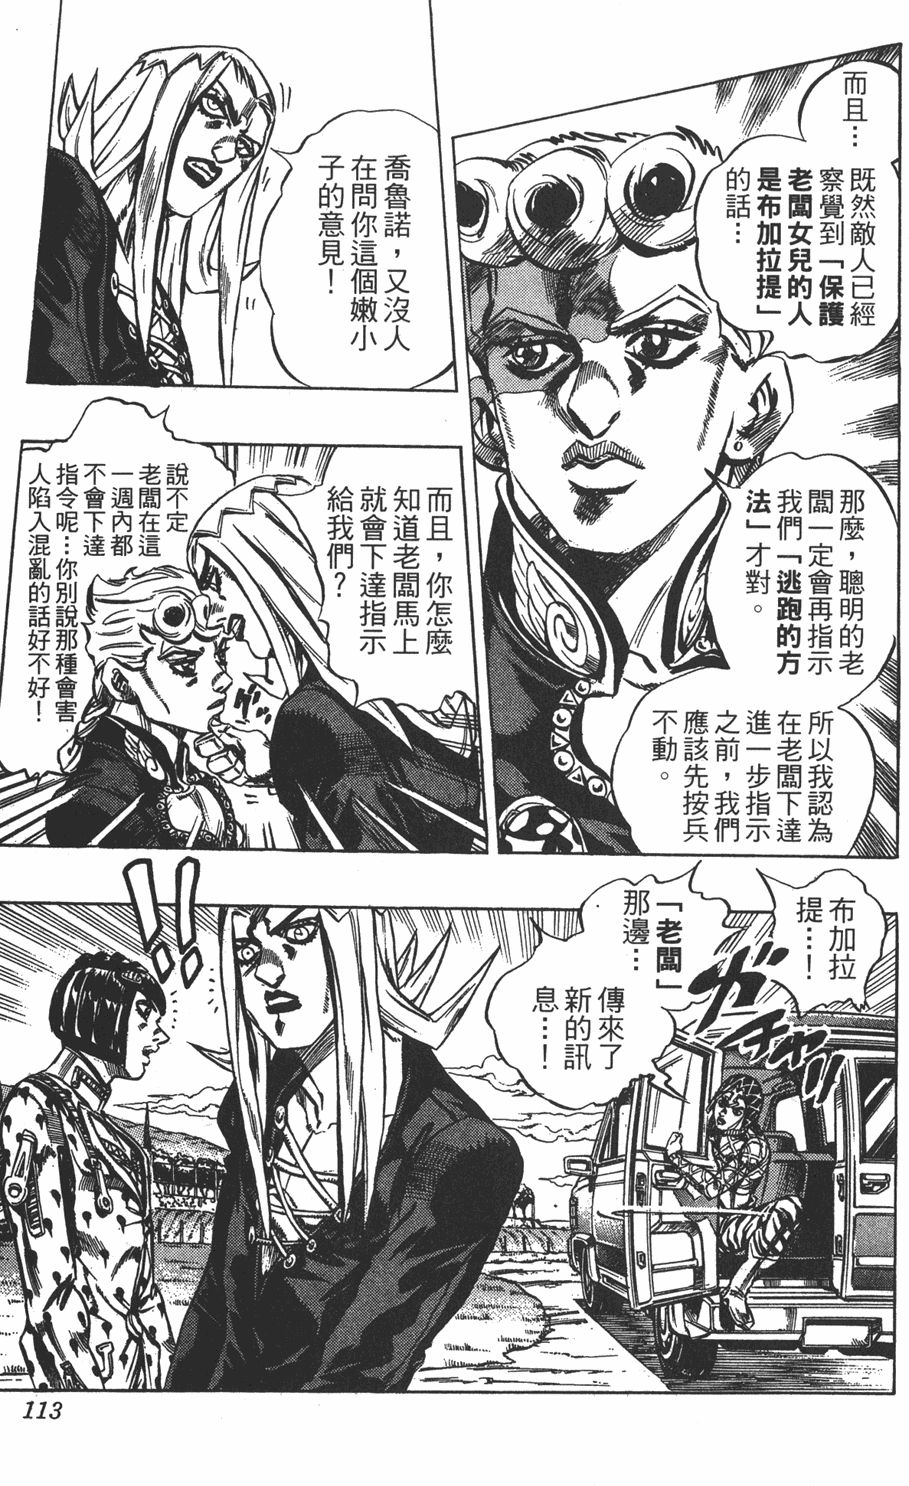 而且…
既然敵人已經
察覺到「保護
老闆女兒的人
是布加拉提」
的話…
那麼，聰明的老
闆一定會再指示
我們「逃跑的方
法」才對。
所以我認為
在老闆下達
進一步指示
之前，我們
應該先按兵
不動。
喬魯諾，又沒人
在問你這個嫩小
子的意見！
而且，你怎麼
知道老闆馬上
就會下達指示
給我們？
說不定
老闆在這
一週內都
不會下達
指令呢…你別說那種會害
人陷入混亂的話好不好！
グッ
布加拉
提…！
ガチャッ！
「老闆」
那邊…
傳來了
新的訊
息…！
!!
113